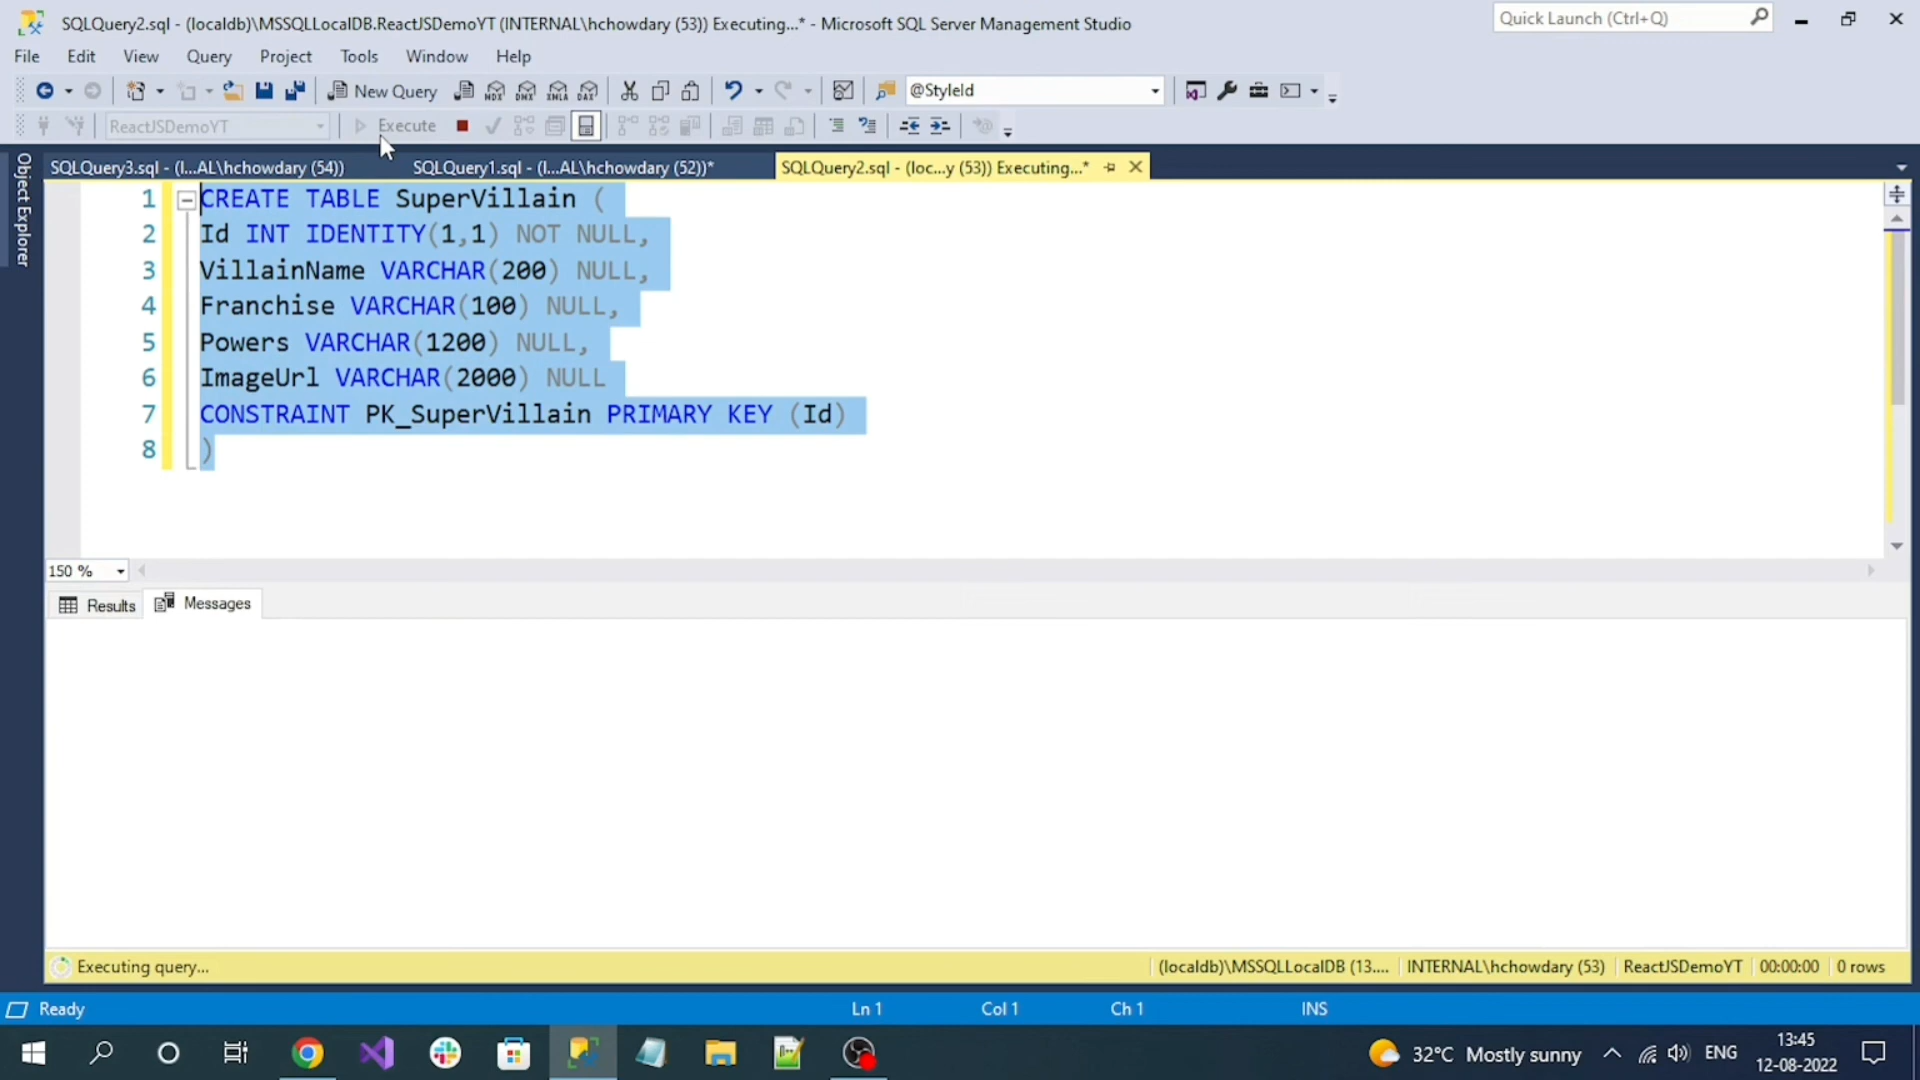 SQLQuery2.sql - (localdb)\MSSQLLocalDB.ReactJSDemoYT (INTERNAL\hchowdary (53)) Executing...* - Microsoft SQL Server Management Studio
Quick Launch (Ctrl+Q)
File Edit View Query Project Tools Window Help
New Query MDX DMX XMLA DAX @StyleId
ReactJSDemoYT Execute
SQLQuery3.sql - (l...AL\hchowdary (54)) SQLQuery1.sql - (l...AL\hchowdary (52))* SQLQuery2.sql - (loc...y (53)) Executing...*
Object Explorer
1 CREATE TABLE SuperVillain (
2 Id INT IDENTITY(1,1) NOT NULL,
3 VillainName VARCHAR(200) NULL,
4 Franchise VARCHAR(100) NULL,
5 Powers VARCHAR(1200) NULL,
6 ImageUrl VARCHAR(2000) NULL
7 CONSTRAINT PK_SuperVillain PRIMARY KEY (Id)
8 )
150 %
Results Messages
Executing query... (localdb)\MSSQLLocalDB (13.... INTERNAL\hchowdary (53) ReactJSDemoYT 00:00:00 0 rows
Ready Ln 1 Col 1 Ch 1 INS
32°C Mostly sunny ENG 13:45
12-08-2022